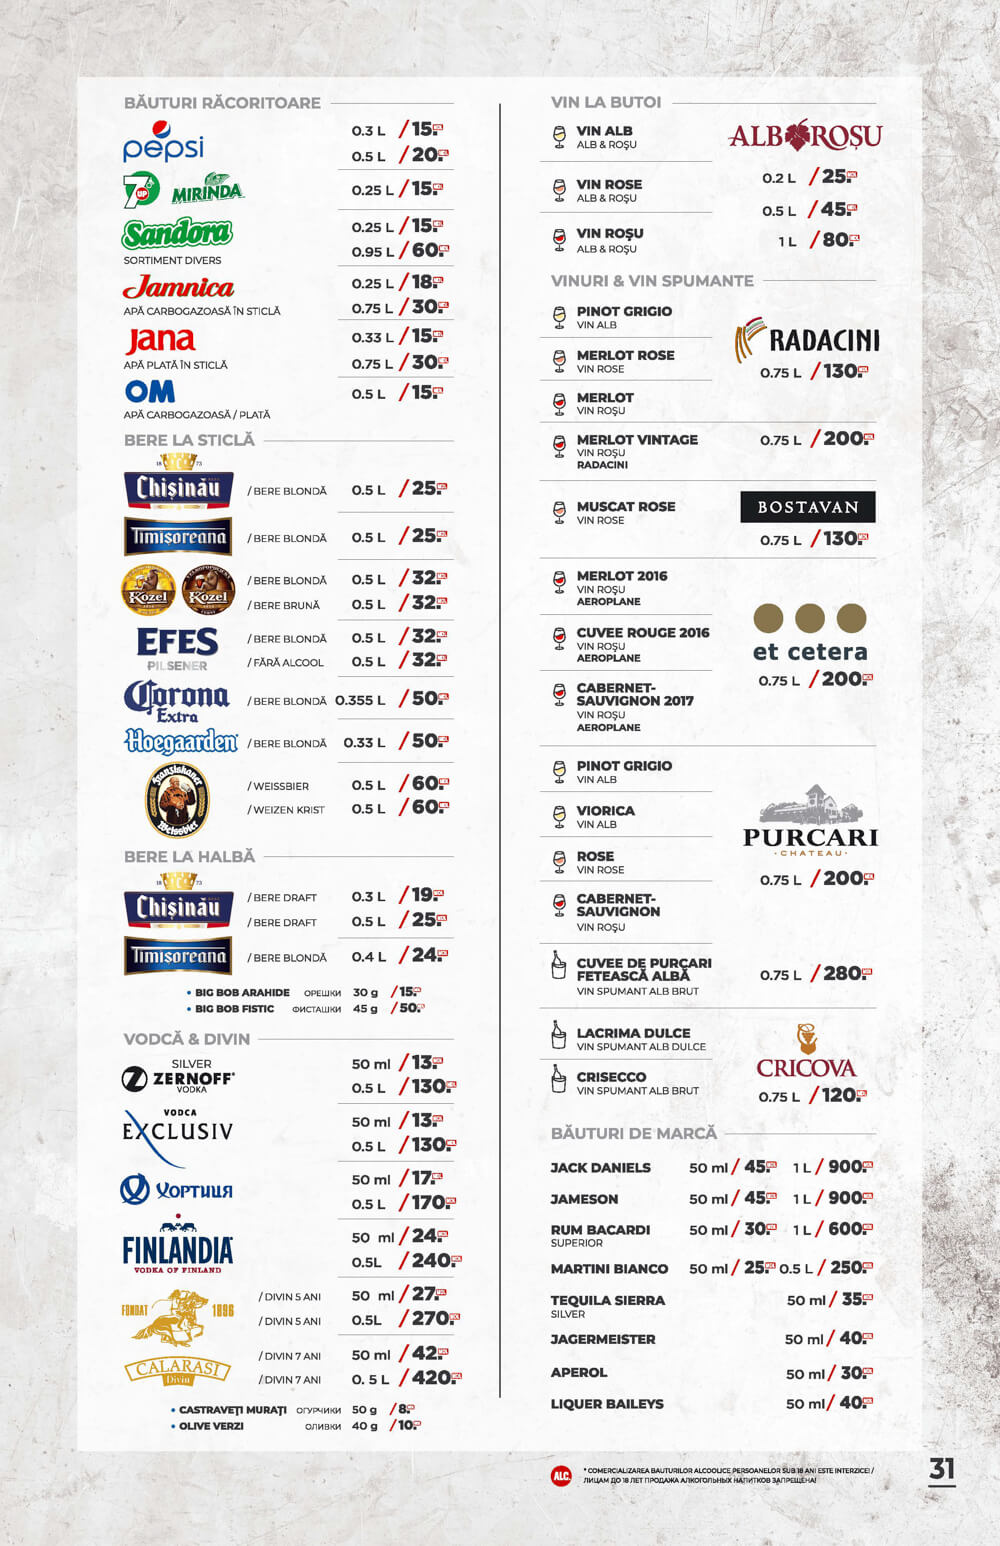 BĂUTURI RĂCORITOARE
pepsi
0.3 L /15.-
0.5 L /20.-
7UP MIRINDA 0.25 L /15.-
Sandora
SORTIMENT DIVERS
0.25 L /15.-
0.95 L /60.-
Jamnica
APĂ CARBOGAZOASĂ ÎN STICLĂ
0.25 L /18.-
0.75 L /30.-
Jana
APĂ PLATĂ ÎN STICLĂ
0.33 L /15.-
0.75 L /30.-
OM
APĂ CARBOGAZOASĂ / PLATĂ
0.5 L /15.-
BERE LA STICLĂ
18 73
Chișinău / BERE BLONDĂ 0.5 L /25.-
Timișoreana / BERE BLONDĂ 0.5 L /25.-
Kozel Kozel
/ BERE BLONDĂ 0.5 L /32.-
/ BERE BRUNĂ 0.5 L /32.-
EFES
PILSENER
/ BERE BLONDĂ 0.5 L /32.-
/ FĂRĂ ALCOOL 0.5 L /32.-
Corona
Extra
/ BERE BLONDĂ 0.355 L /50.-
Hoegaarden / BERE BLONDĂ 0.33 L /50.-
Franziskaner
Weissbier
/ WEISSBIER 0.5 L /60.-
/ WEIZEN KRIST 0.5 L /60.-
BERE LA HALBĂ
18 73
Chișinău
/ BERE DRAFT 0.3 L /19.-
/ BERE DRAFT 0.5 L /25.-
Timișoreana / BERE DRAFT 0.4 L /24.-
• BIG BOB ARAHIDE ОРЕШКИ 30 g /15.-
• BIG BOB FISTIC ФИСТАШКИ 45 g /50.-
VODCĂ & DIVIN
SILVER
ZERNOFF
VODKA
50 ml /13.-
0.5 L /130.-
VODCA
EXCLUSIV
50 ml /13.-
0.5 L /130.-
Хортиця
50 ml /17.-
0.5 L /170.-
FINLANDIA
VODKA OF FINLAND
50 ml /24.-
0.5L /240.-
FONDAT 1896
/ DIVIN 5 ANI 50 ml /27.-
/ DIVIN 5 ANI 0.5L /270.-
CALARASI
Divin
/ DIVIN 7 ANI 50 ml /42.-
/ DIVIN 7 ANI 0. 5 L /420.-
• CASTRAVEȚI MURAȚI ОГУРЧИКИ 50 g /8.-
• OLIVE VERZI ОЛИВКИ 40 g /10.-
VIN LA BUTOI
VIN ALB
ALB & ROȘU
VIN ROSE
ALB & ROȘU
VIN ROȘU
ALB & ROȘU
ALB ROȘU
0.2 L /25.-
0.5 L /45.-
1 L /80.-
VINURI & VIN SPUMANTE
PINOT GRIGIO
VIN ALB
MERLOT ROSE
VIN ROSE
MERLOT
VIN ROȘU
RADACINI
0.75 L /130.-
MERLOT VINTAGE
VIN ROȘU
RADACINI
0.75 L /200.-
MUSCAT ROSE
VIN ROSE
BOSTAVAN
0.75 L /130.-
MERLOT 2016
VIN ROȘU
AEROPLANE
CUVEE ROUGE 2016
VIN ROȘU
AEROPLANE
CABERNET-
SAUVIGNON 2017
VIN ROȘU
AEROPLANE
et cetera
0.75 L /200.-
PINOT GRIGIO
VIN ALB
VIORICA
VIN ALB
ROSE
VIN ROSE
CABERNET-
SAUVIGNON
VIN ROȘU
PURCARI
· CHATEAU ·
0.75 L /200.-
CUVEE DE PURCARI
FETEASCĂ ALBĂ
VIN SPUMANT ALB BRUT
0.75 L /280.-
LACRIMA DULCE
VIN SPUMANT ALB DULCE
CRISECCO
VIN SPUMANT ALB BRUT
CRICOVA
0.75 L /120.-
BĂUTURI DE MARCĂ
JACK DANIELS 50 ml / 45.- 1 L / 900.-
JAMESON 50 ml / 45.- 1 L / 900.-
RUM BACARDI 50 ml / 30.- 1 L / 600.-
SUPERIOR
MARTINI BIANCO 50 ml / 25.- 0.5 L / 250.-
TEQUILA SIERRA 50 ml / 35.-
SILVER
JAGERMEISTER 50 ml / 40.-
APEROL 50 ml / 30.-
LIQUER BAILEYS 50 ml / 40.-
ALC.
* COMERCIALIZAREA BAUTURILOR ALCOOLICE PERSOANELOR SUB 18 ANI ESTE INTERZICE! /
ЛИЦАМ ДО 18 ЛЕТ ПРОДАЖА АЛКОГОЛЬНЫХ НАПИТКОВ ЗАПРЕЩЕНА!
31